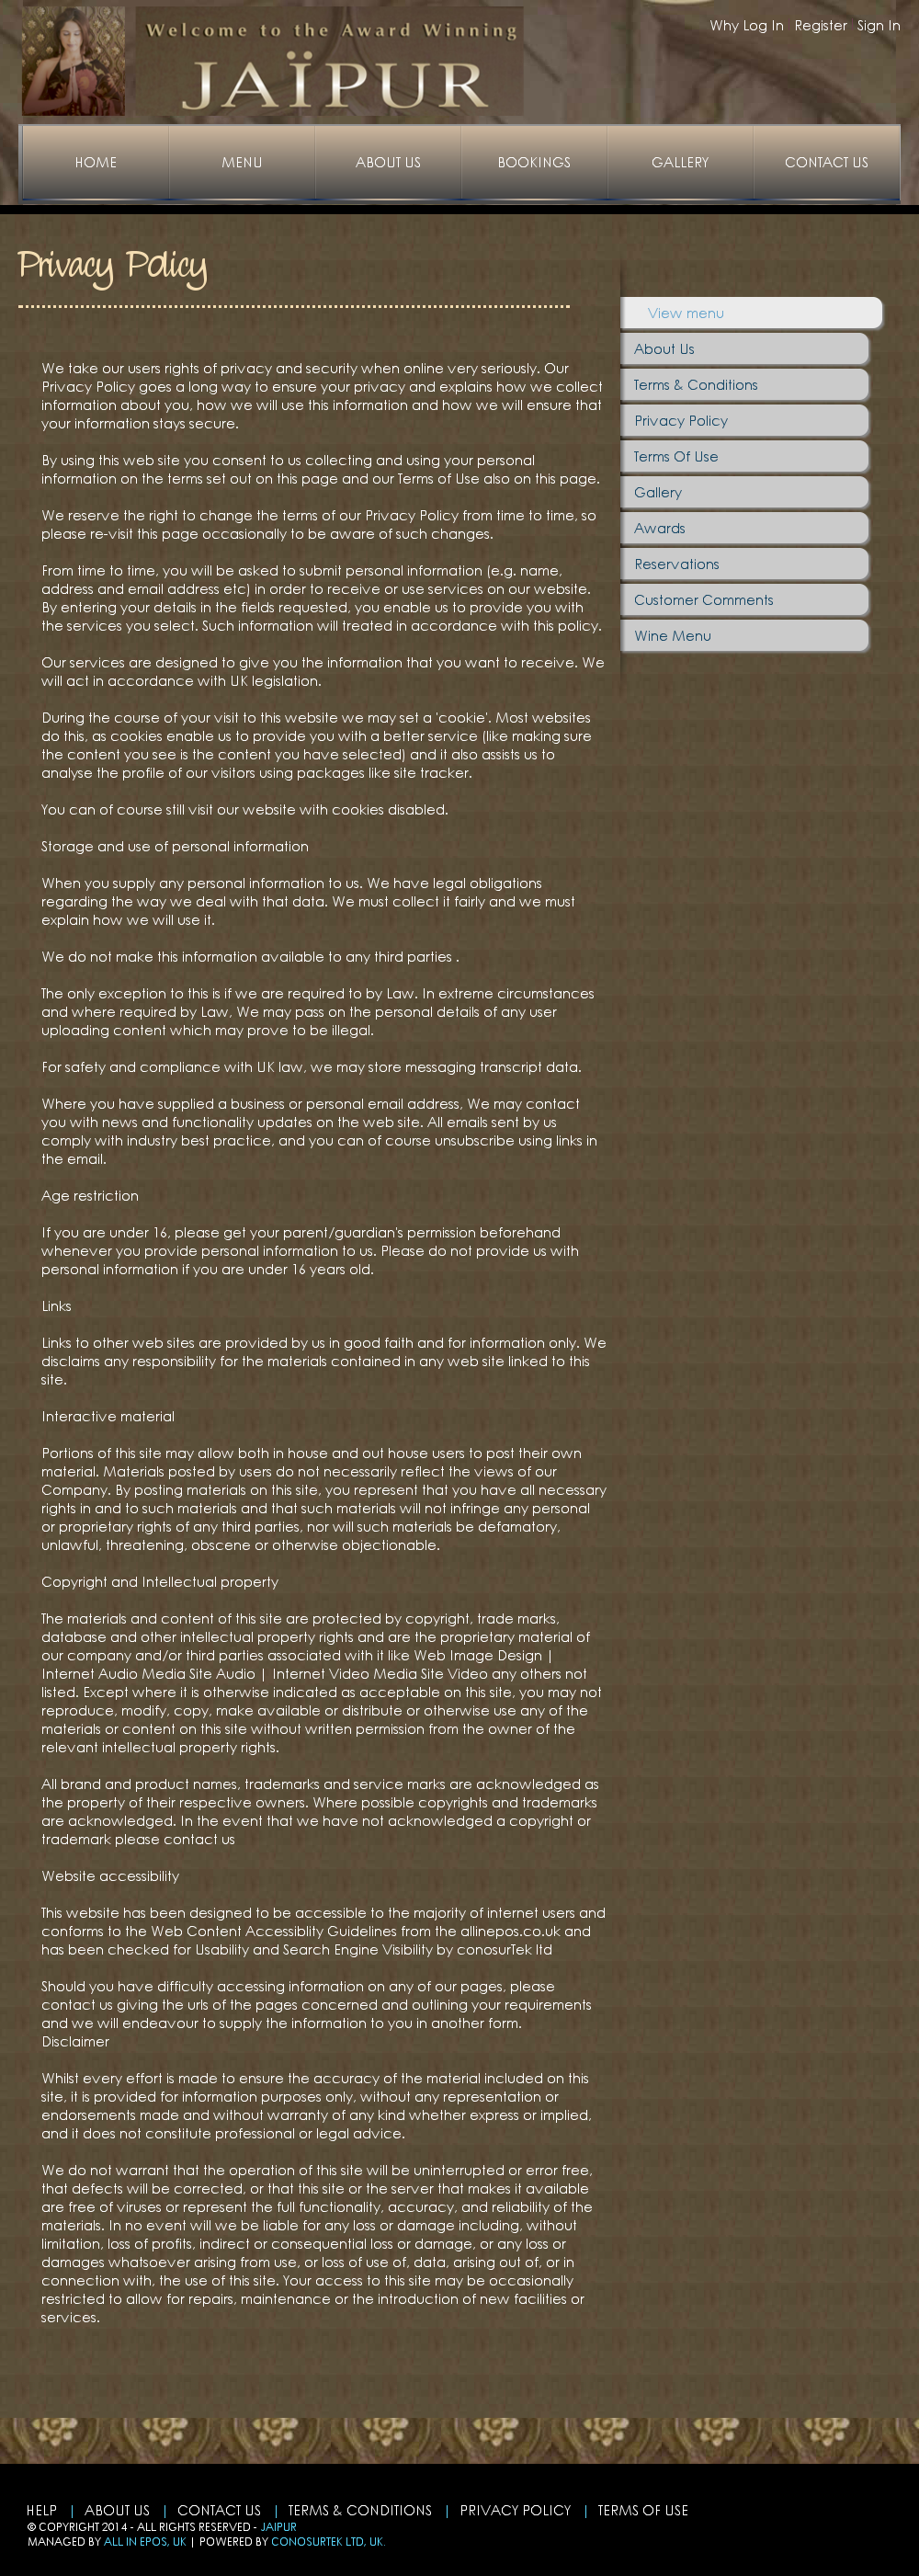 Welcome to the Award Winning
JAÏPUR
Why Log In Register Sign In
HOME MENU ABOUT US BOOKINGS GALLERY CONTACT US
Privacy Policy
We take our users rights of privacy and security when online very seriously. Our
Privacy Policy goes a long way to ensure your privacy and explains how we collect
information about you, how we will use this information and how we will ensure that
your information stays secure.
By using this web site you consent to us collecting and using your personal
information on the terms set out on this page and our Terms of Use also on this page.
We reserve the right to change the terms of our Privacy Policy from time to time, so
please re-visit this page occasionally to be aware of such changes.
From time to time, you will be asked to submit personal information (e.g. name,
address and email address etc) in order to receive or use services on our website.
By entering your details in the fields requested, you enable us to provide you with
the services you select. Such information will treated in accordance with this policy.
Our services are designed to give you the information that you want to receive. We
will act in accordance with UK legislation.
During the course of your visit to this website we may set a 'cookie'. Most websites
do this, as cookies enable us to provide you with a better service (like making sure
the content you see is the content you have selected) and it also assists us to
analyse the profile of our visitors using packages like site tracker.
You can of course still visit our website with cookies disabled.
Storage and use of personal information
When you supply any personal information to us. We have legal obligations
regarding the way we deal with that data. We must collect it fairly and we must
explain how we will use it.
We do not make this information available to any third parties .
The only exception to this is if we are required to by Law. In extreme circumstances
and where required by Law, We may pass on the personal details of any user
uploading content which may prove to be illegal.
For safety and compliance with UK law, we may store messaging transcript data.
Where you have supplied a business or personal email address, We may contact
you with news and functionality updates on the web site. All emails sent by us
comply with industry best practice, and you can of course unsubscribe using links in
the email.
Age restriction
If you are under 16, please get your parent/guardian's permission beforehand
whenever you provide personal information to us. Please do not provide us with
personal information if you are under 16 years old.
Links
Links to other web sites are provided by us in good faith and for information only. We
disclaims any responsibility for the materials contained in any web site linked to this
site.
Interactive material
Portions of this site may allow both in house and out house users to post their own
material. Materials posted by users do not necessarily reflect the views of our
Company. By posting materials on this site, you represent that you have all necessary
rights in and to such materials and that such materials will not infringe any personal
or proprietary rights of any third parties, nor will such materials be defamatory,
unlawful, threatening, obscene or otherwise objectionable.
Copyright and Intellectual property
The materials and content of this site are protected by copyright, trade marks,
database and other intellectual property rights and are the proprietary material of
our company and/or third parties associated with it like Web Image Design |
Internet Audio Media Site Audio | Internet Video Media Site Video any others not
listed. Except where it is otherwise indicated as acceptable on this site, you may not
reproduce, modify, copy, make available or distribute or otherwise use any of the
materials or content on this site without written permission from the owner of the
relevant intellectual property rights.
All brand and product names, trademarks and service marks are acknowledged as
the property of their respective owners. Where possible copyrights and trademarks
are acknowledged. In the event that we have not acknowledged a copyright or
trademark please contact us
Website accessibility
This website has been designed to be accessible to the majority of internet users and
conforms to the Web Content Accessiblity Guidelines from the allinepos.co.uk and
has been checked for Usability and Search Engine Visibility by conosurTek ltd
Should you have difficulty accessing information on any of our pages, please
contact us giving the urls of the pages concerned and outlining your requirements
and we will endeavour to supply the information to you in another form.
Disclaimer
Whilst every effort is made to ensure the accuracy of the material included on this
site, it is provided for information purposes only, without any representation or
endorsements made and without warranty of any kind whether express or implied,
and it does not constitute professional or legal advice.
We do not warrant that the operation of this site will be uninterrupted or error free,
that defects will be corrected, or that this site or the server that makes it available
are free of viruses or represent the full functionality, accuracy, and reliability of the
materials. In no event will we be liable for any loss or damage including, without
limitation, loss of profits, indirect or consequential loss or damage, or any loss or
damages whatsoever arising from use, or loss of use of, data, arising out of, or in
connection with, the use of this site. Your access to this site may be occasionally
restricted to allow for repairs, maintenance or the introduction of new facilities or
services.
View menu
About Us
Terms & Conditions
Privacy Policy
Terms Of Use
Gallery
Awards
Reservations
Customer Comments
Wine Menu
HELP | ABOUT US | CONTACT US | TERMS & CONDITIONS | PRIVACY POLICY | TERMS OF USE
© COPYRIGHT 2014 - ALL RIGHTS RESERVED - JAIPUR
MANAGED BY ALL IN EPOS, UK | POWERED BY CONOSURTEK LTD, UK.